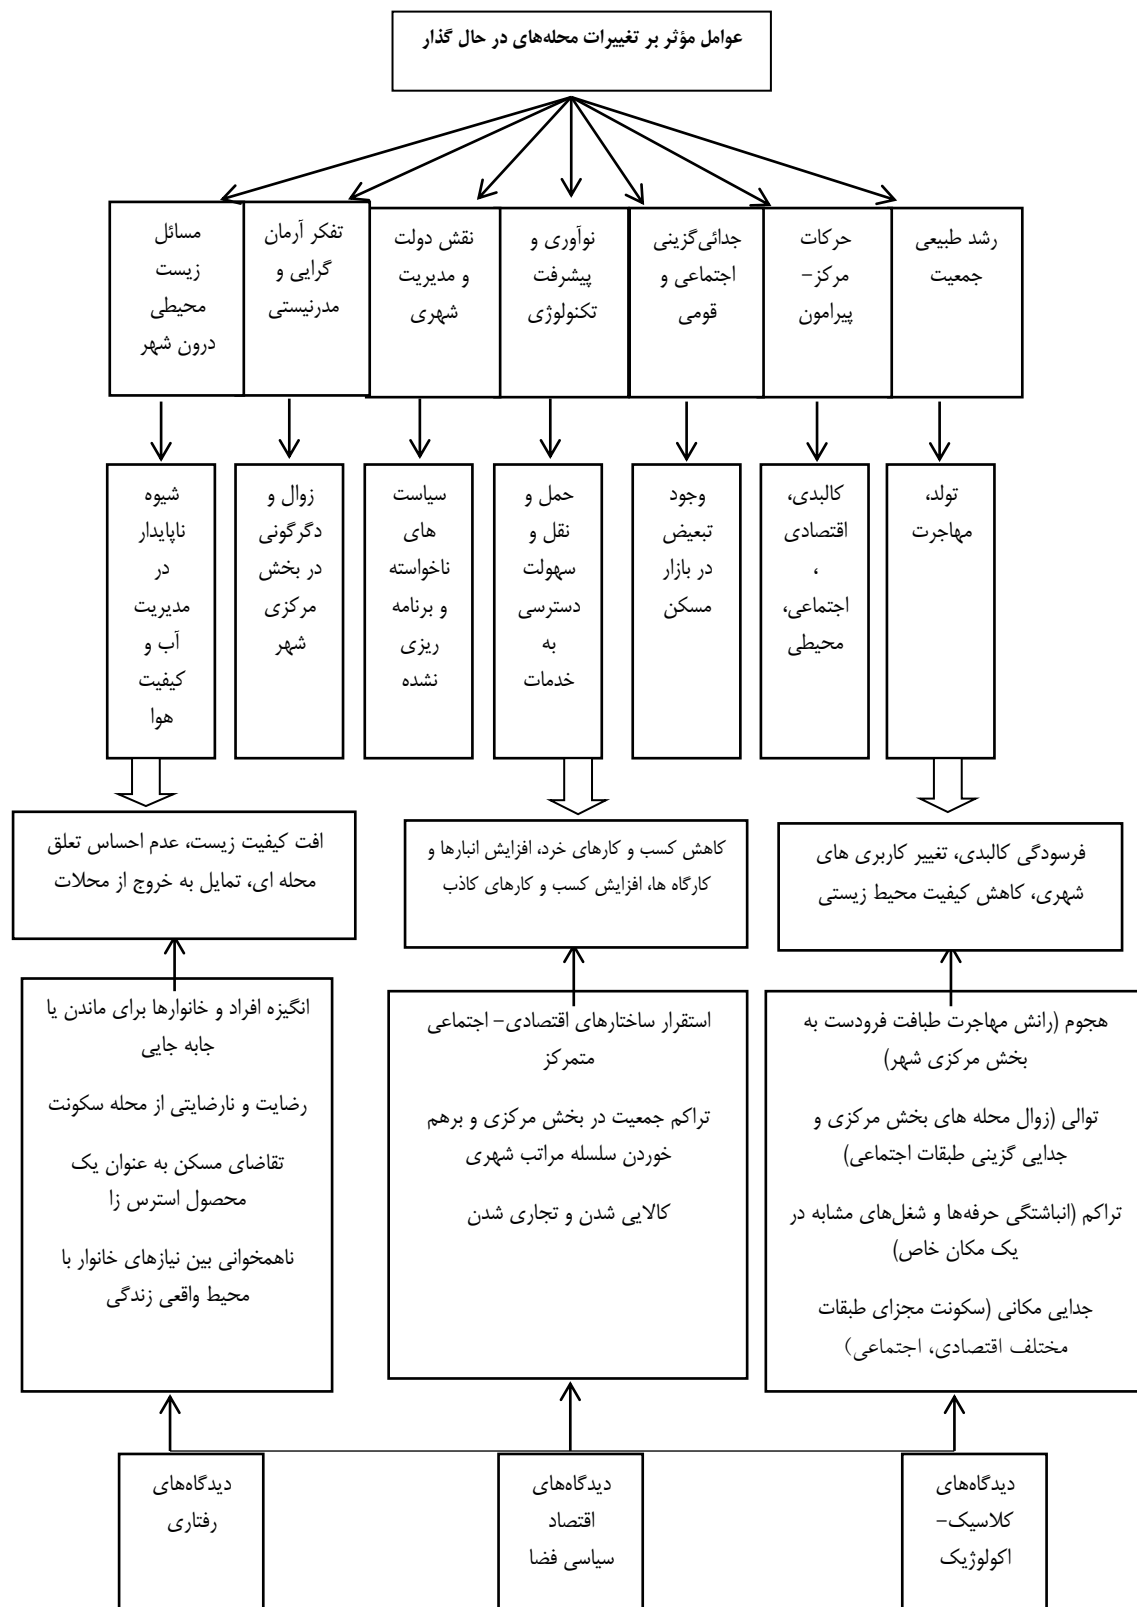 عوامل مؤثر بر تغییرات محله‌های در حال گذار
رشد طبیعی
جمعیت
حرکات
مرکز–
پیرامون
جدائی‌گزینی
اجتماعی و
قومی
نوآوری و
پیشرفت
تکنولوژی
نقش دولت
و مدیریت
شهری
تفکر آرمان
گرایی و
مدرنیستی
مسائل
زیست
محیطی
درون شهر
تولد،
مهاجرت
کالبدی،
اقتصادی
،
اجتماعی،
محیطی
وجود
تبعیض
در بازار
مسکن
حمل و
نقل و
سهولت
دسترسی
به
خدمات
سیاست
های
ناخواسته
و برنامه
ریزی
نشده
زوال و
دگرگونی
در بخش
مرکزی
شهر
شیوه
ناپایدار
در
مدیریت
آب و
کیفیت
هوا
فرسودگی کالبدی، تغییر کاربری های
شهری، کاهش کیفیت محیط زیستی
کاهش کسب و کارهای خرد، افزایش انبارها و
کارگاه ها، افزایش کسب و کارهای کاذب
افت کیفیت زیست، عدم احساس تعلق
محله ای، تمایل به خروج از محلات
هجوم (رانش مهاجرت طبافت فرودست به
بخش مرکزی شهر)
توالی (زوال محله های بخش مرکزی و
جدایی گزینی طبقات اجتماعی)
تراکم (انباشتگی حرفه‌ها و شغل‌های مشابه در
یک مکان خاص)
جدایی مکانی (سکونت مجزای طبقات
مختلف اقتصادی، اجتماعی)
استقرار ساختارهای اقتصادی– اجتماعی
متمرکز
تراکم جمعیت در بخش مرکزی و برهم
خوردن سلسله مراتب شهری
کالایی شدن و تجاری شدن
انگیزه افراد و خانوارها برای ماندن یا
جابه جایی
رضایت و نارضایتی از محله سکونت
تقاضای مسکن به عنوان یک
محصول استرس زا
ناهمخوانی بین نیازهای خانوار با
محیط واقعی زندگی
دیدگاه‌های
کلاسیک–
اکولوژیک
دیدگاه‌های
اقتصاد
سیاسی فضا
دیدگاه‌های
رفتاری